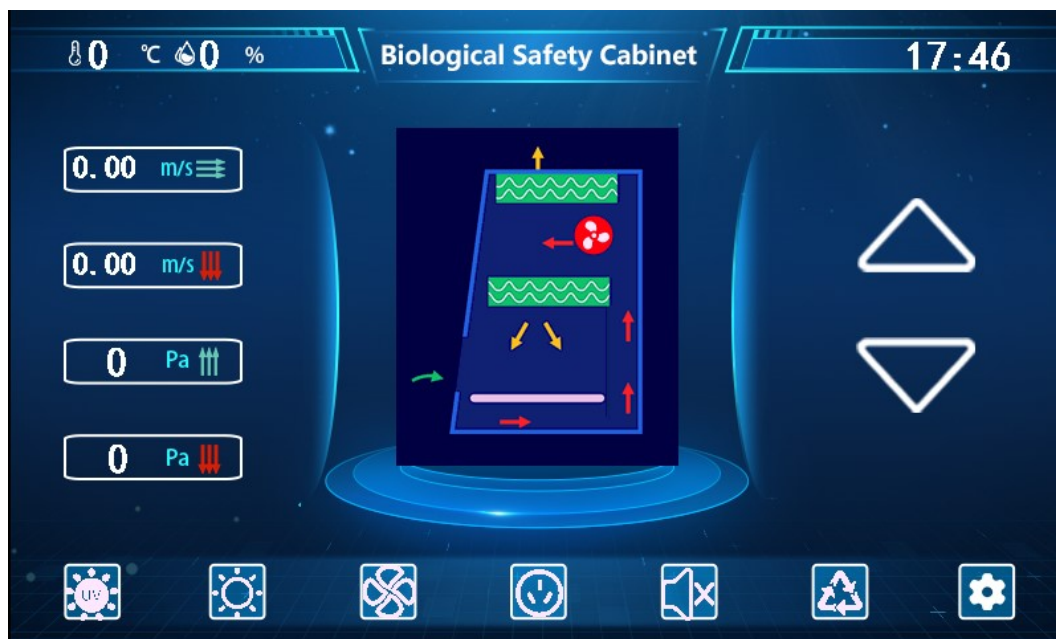 0 ℃ 0 %
Biological Safety Cabinet
17:46
0.00 m/s
0.00 m/s
0 Pa
0 Pa
UV